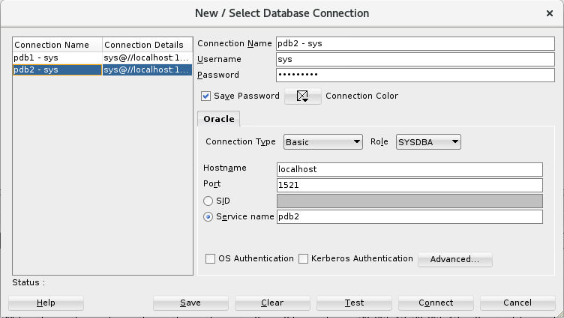 New / Select Database Connection
Connection Name Connection Details
pdb1 - sys sys@//localhost:1...
pdb2 - sys sys@//localhost:1...
Connection Name pdb2 - sys
Username sys
Password •••••••••
Save Password Connection Color
Oracle
Connection Type Basic Role SYSDBA
Hostname localhost
Port 1521
SID
Service name pdb2
OS Authentication Kerberos Authentication Advanced...
Status :
Help Save Clear Test Connect Cancel